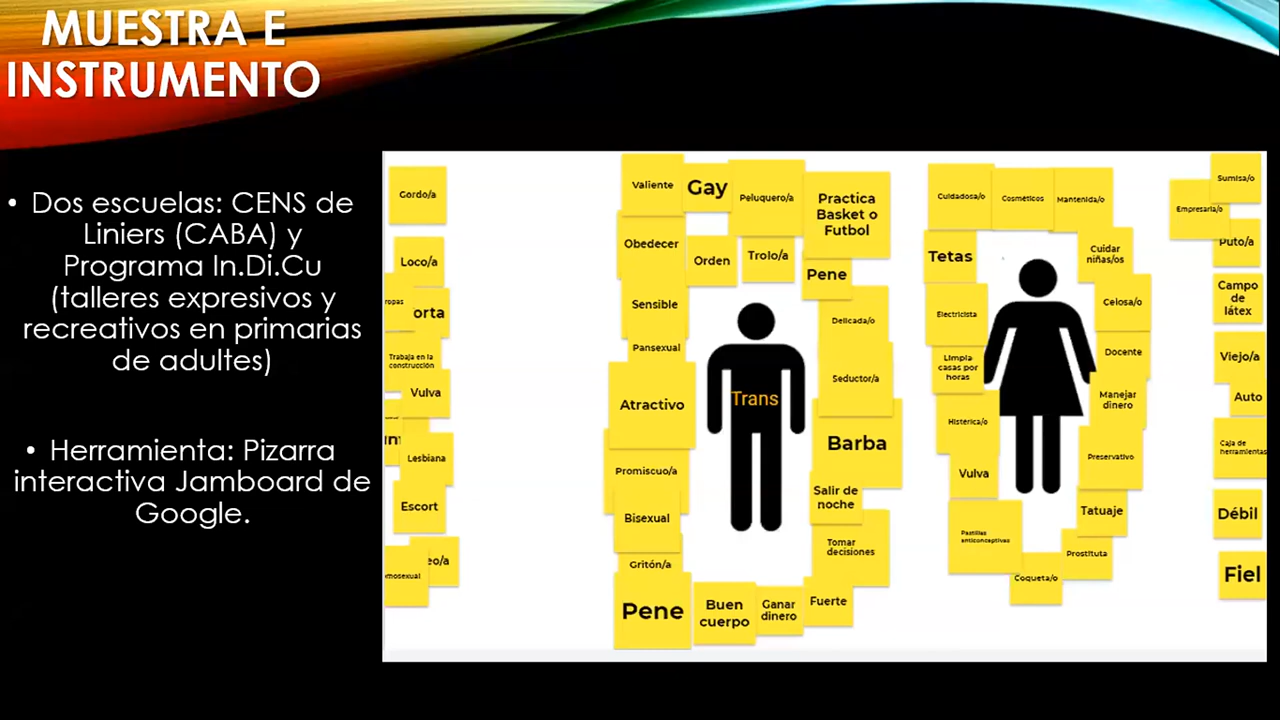 MUESTRA E
INSTRUMENTO
• Dos escuelas: CENS de
Liniers (CABA) y
Programa In.Di.Cu
(talleres expresivos y
recreativos en primarias
de adultes)
• Herramienta: Pizarra
interactiva Jamboard de
Google.
Gordo/a
Loco/a
ropas
orta
Trabaja en la
construcción
Vulva
Lesbiana
Escort
eo/a
mosexual
Valiente
Gay
Peluquero/a
Practica
Basket o
Futbol
Obedecer
Orden
Trolo/a
Pene
Sensible
Delicada/o
Pansexual
Seductor/a
Atractivo
Trans
Barba
Promiscuo/a
Salir de
noche
Bisexual
Tomar
decisiones
Gritón/a
Pene
Buen
cuerpo
Ganar
dinero
Fuerte
Cuidadosa/o
Cosméticos
Mantenida/o
Tetas
Cuidar
niñas/os
Electricista
Celosa/o
Limpia
casas por
horas
Docente
Manejar
dinero
Histerica/o
Preservativo
Vulva
Tatuaje
Pastillas
anticonceptivas
Prostituta
Coqueta/o
Sumisa/o
Empresaria/o
Puto/a
Campo
de
látex
Viejo/a
Auto
Caja de
herramientas
Débil
Fiel